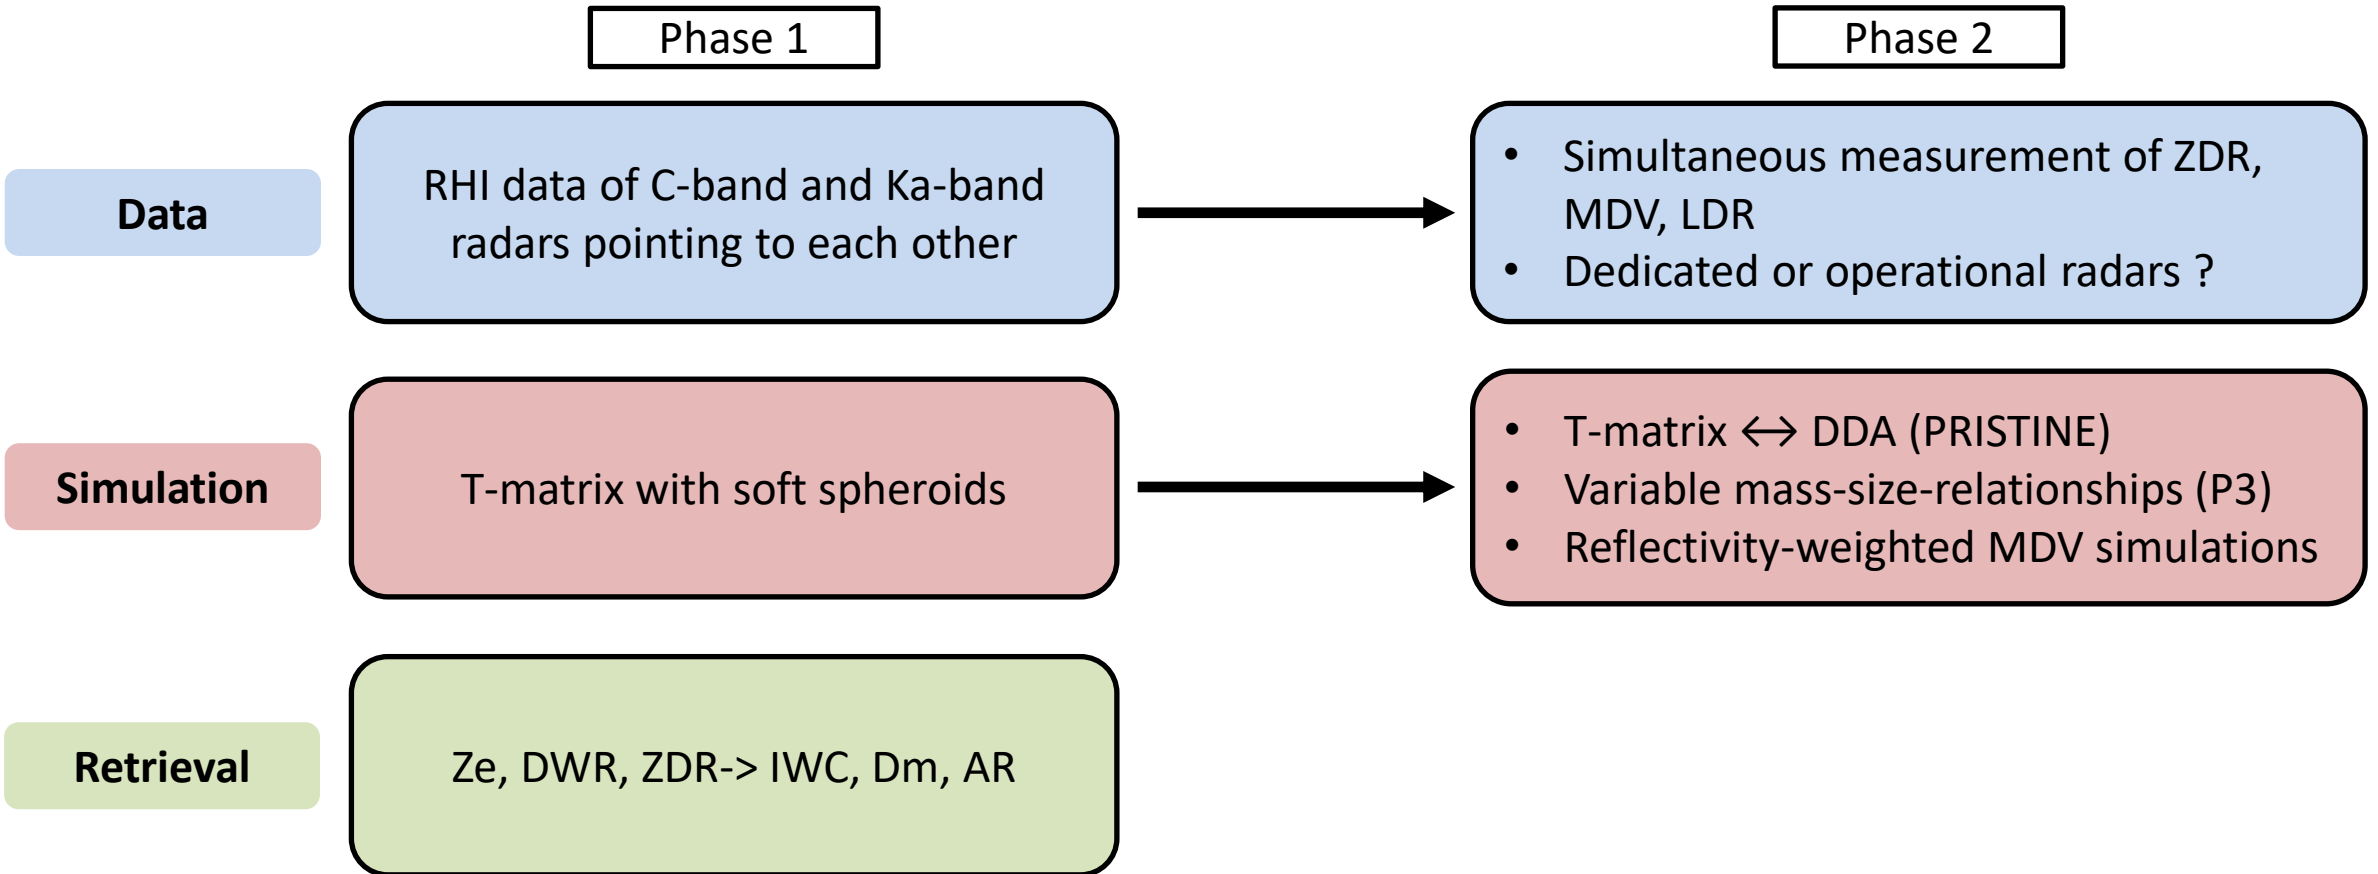 Phase 1
Phase 2
Data
RHI data of C-band and Ka-band
radars pointing to each other
• Simultaneous measurement of ZDR,
MDV, LDR
• Dedicated or operational radars ?
Simulation
T-matrix with soft spheroids
• T-matrix ↔ DDA (PRISTINE)
• Variable mass-size-relationships (P3)
• Reflectivity-weighted MDV simulations
Retrieval
Ze, DWR, ZDR-> IWC, Dm, AR